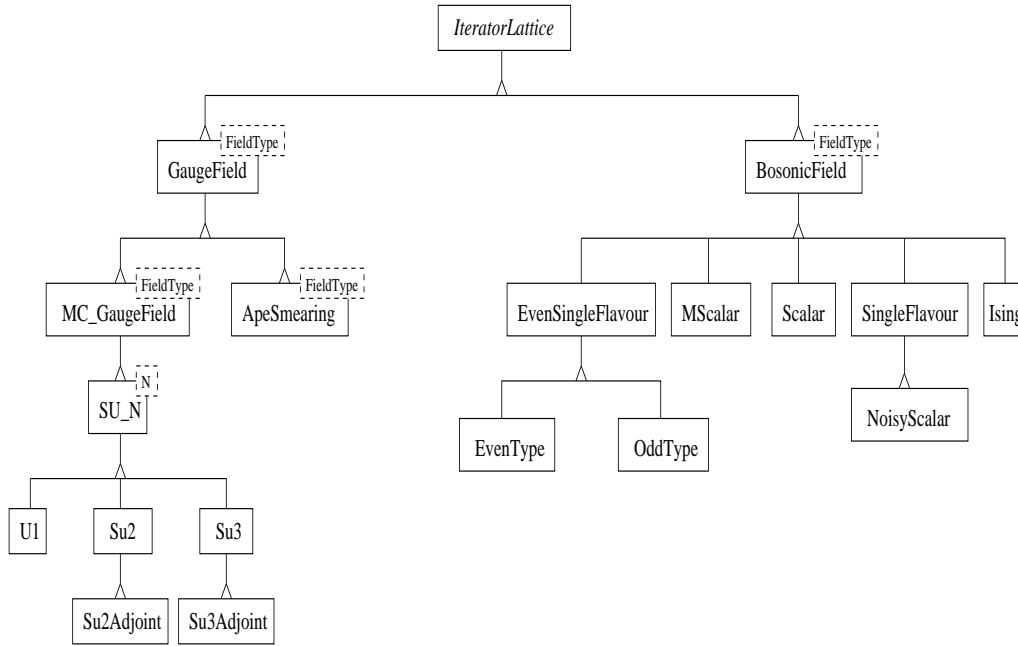 IteratorLattice
FieldType
GaugeField
FieldType
BosonicField
FieldType
MC_GaugeField
FieldType
ApeSmearing
EvenSingleFlavour
MScalar
Scalar
SingleFlavour
Ising
N
SU_N
EvenType
OddType
NoisyScalar
U1
Su2
Su3
Su2Adjoint
Su3Adjoint